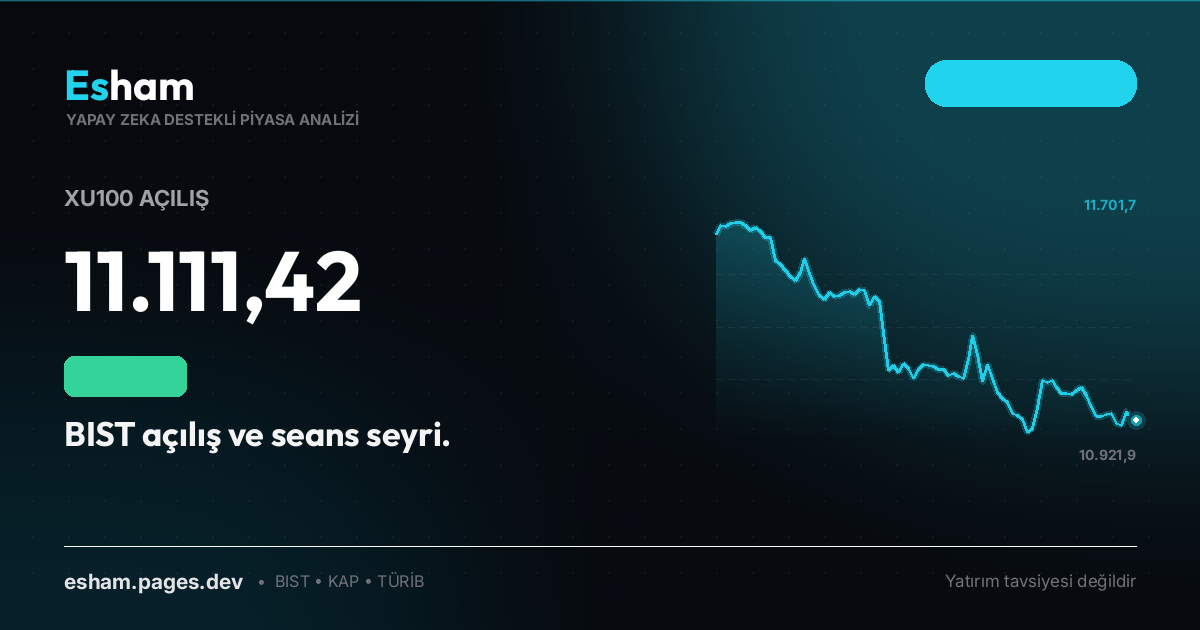 Esham
YAPAY ZEKA DESTEKLİ PİYASA ANALİZİ
XU100 AÇILIŞ
11.111,42
BIST açılış ve seans seyri.
11.701,7
10.921,9
esham.pages.dev • BIST • KAP • TÜRİB
Yatırım tavsiyesi değildir